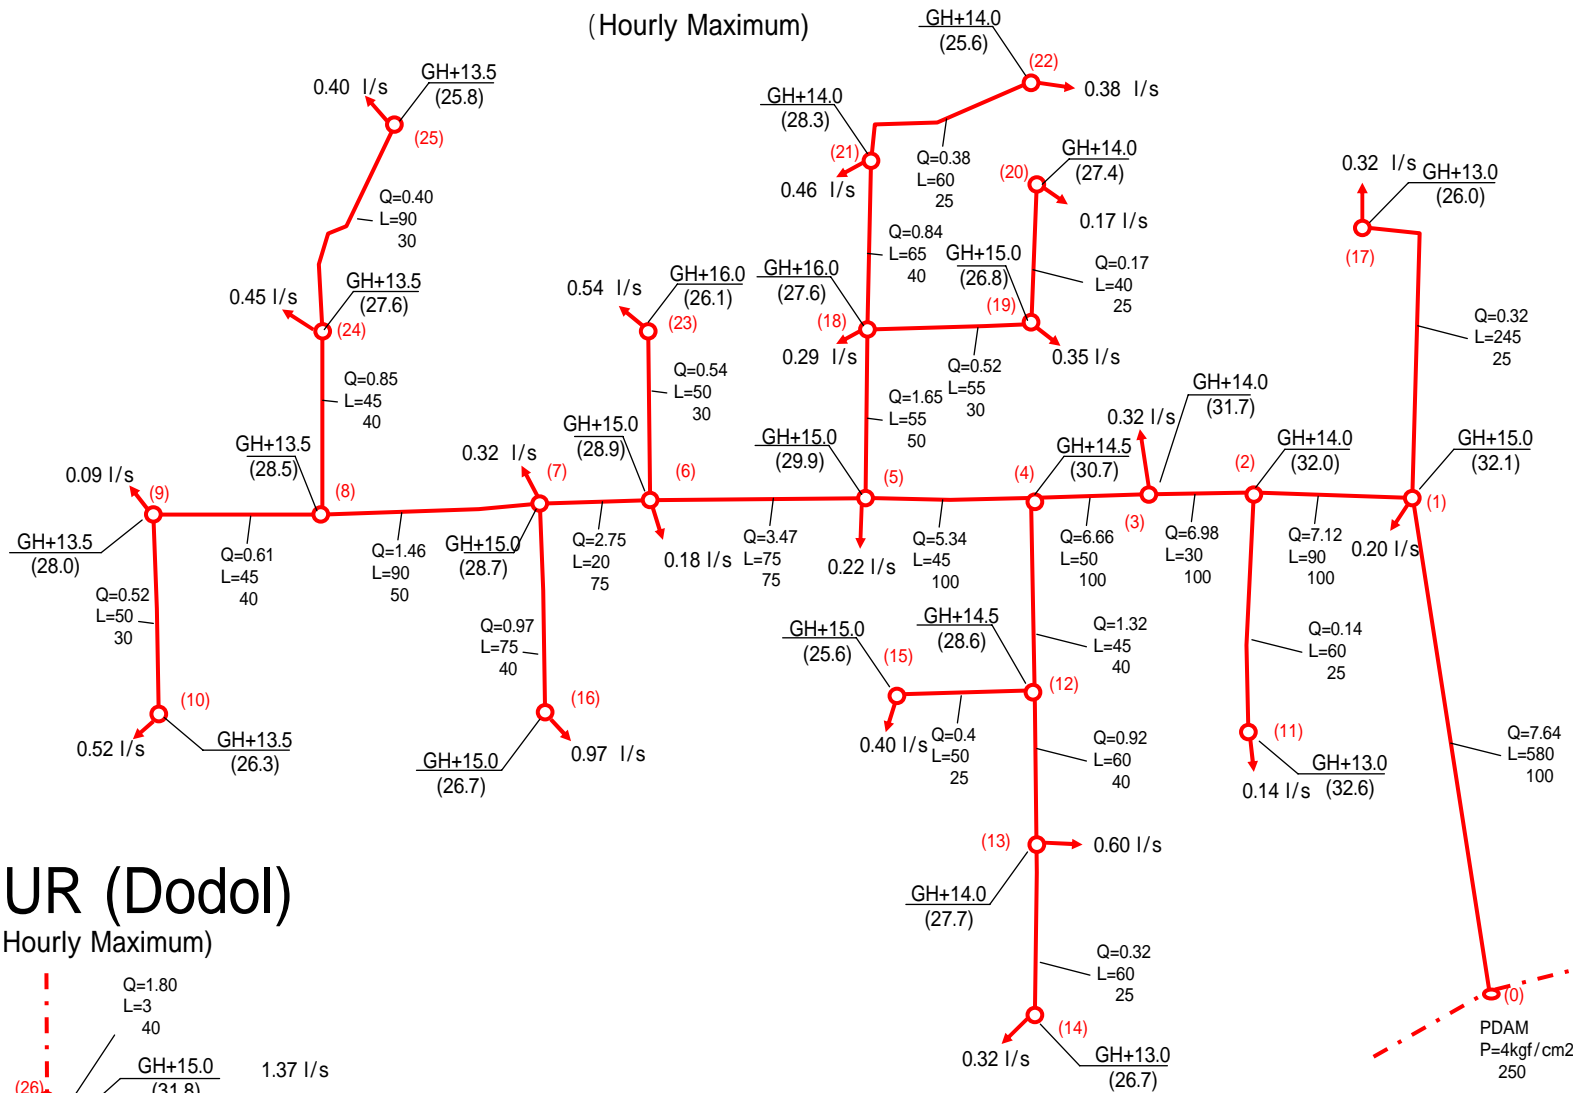 (Hourly Maximum)
GH+14.0
(25.6)
(22)
0.38 l/s
0.40 l/s
GH+13.5
(25.8)
(25)
GH+14.0
(28.3)
(21)
0.46 l/s
Q=0.38
L=60
25
(20)
GH+14.0
(27.4)
0.17 l/s
0.32 l/s
GH+13.0
(26.0)
(17)
Q=0.40
L=90
30
Q=0.84
L=65
40
GH+15.0
(26.8)
(19)
Q=0.17
L=40
25
0.45 l/s
GH+13.5
(27.6)
(24)
0.54 l/s
GH+16.0
(26.1)
(23)
GH+16.0
(27.6)
(18)
0.29 l/s
0.35 l/s
Q=0.32
L=245
25
Q=0.85
L=45
40
Q=0.54
L=50
30
Q=0.52
L=55
30
Q=1.65
L=55
50
GH+14.0
(31.7)
0.32 l/s
GH+13.5
(28.5)
(8)
0.32 l/s
(7)
GH+15.0
(28.9)
(6)
GH+15.0
(29.9)
(5)
(4)
GH+14.5
(30.7)
(3)
(2)
GH+14.0
(32.0)
GH+15.0
(32.1)
(1)
0.09 l/s
(9)
GH+13.5
(28.0)
Q=0.61
L=45
40
Q=1.46
L=90
50
GH+15.0
(28.7)
Q=2.75
L=20
75
0.18 l/s
Q=3.47
L=75
75
0.22 l/s
Q=5.34
L=45
100
Q=6.66
L=50
100
Q=6.98
L=30
100
Q=7.12
L=90
100
0.20 l/s
Q=0.52
L=50
30
Q=0.97
L=75
40
GH+15.0
(25.6)
(15)
GH+14.5
(28.6)
(12)
Q=1.32
L=45
40
Q=0.14
L=60
25
(10)
0.52 l/s
GH+13.5
(26.3)
(16)
GH+15.0
(26.7)
0.97 l/s
0.40 l/s
Q=0.4
L=50
25
Q=0.92
L=60
40
(11)
GH+13.0
(32.6)
0.14 l/s
Q=7.64
L=580
100
(13)
0.60 l/s
GH+14.0
(27.7)
UR (Dodol)
Hourly Maximum)
Q=0.32
L=60
25
(14)
0.32 l/s
GH+13.0
(26.7)
(0)
PDAM
P=4kgf/cm2
250
Q=1.80
L=3
40
GH+15.0
(31.8)
1.37 l/s
(26)